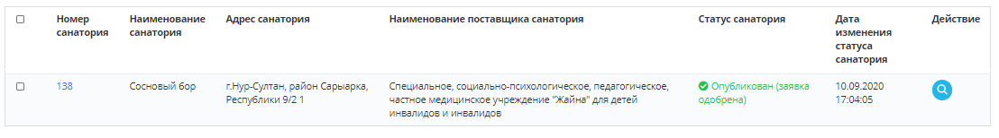 Номер санатория
Наименование санатория
Адрес санатория
Наименование поставщика санатория
Статус санатория
Дата изменения статуса санатория
Действие
138
Сосновый бор
г.Нур-Султан, район Сарыарка,
Республики 9/2 1
Специальное, социально-психологическое, педагогическое,
частное медицинское учреждение "Жайна" для детей
инвалидов и инвалидов
Опубликован (заявка
одобрена)
10.09.2020
17:04:05